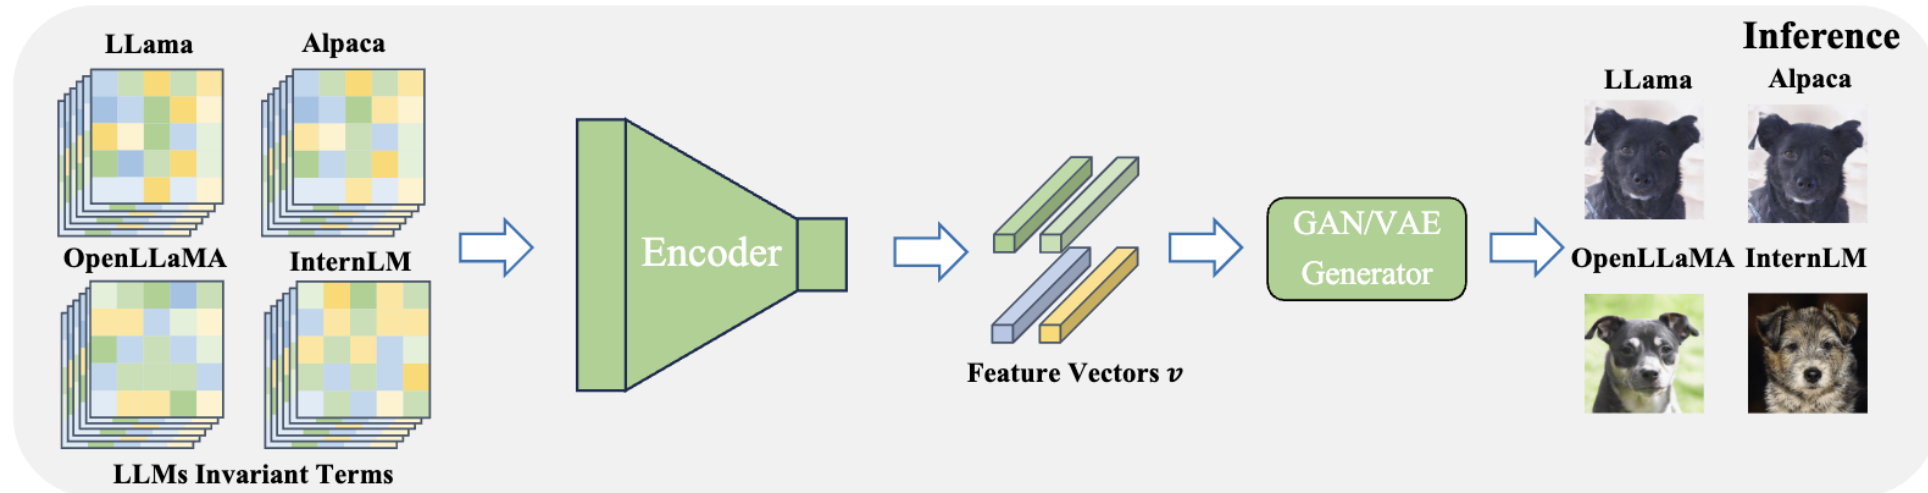 Inference
LLama
Alpaca
OpenLLaMA
InternLM
LLMs Invariant Terms
Encoder
Feature Vectors v
GAN/VAE
Generator
LLama
Alpaca
OpenLLaMA
InternLM